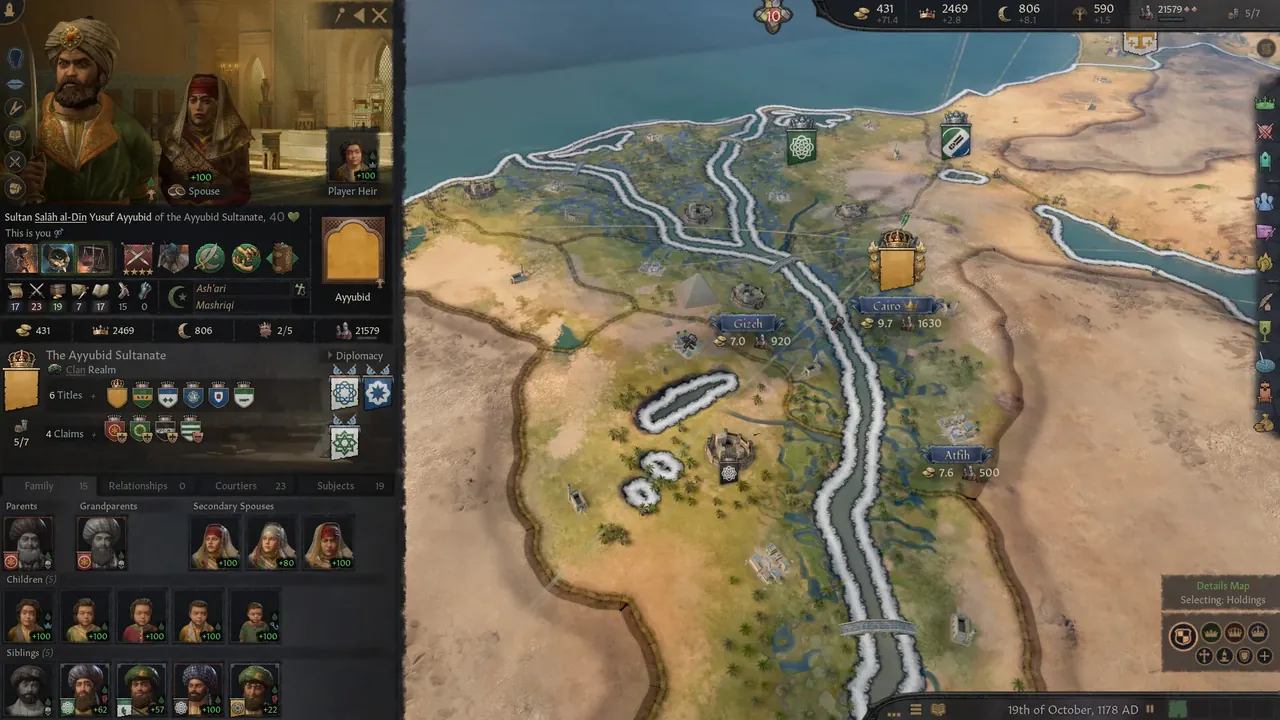 10
431
+71.4
2469
+2.8
806
+8.1
590
+1.5
21579
5/7
+100
Spouse
+100
Player Heir
Sultan Salāh al-Dīn Yusuf Ayyubid of the Ayyubid Sultanate, 40
This is you
17
23
19
7
17
15
0
Ash'ari
Mashriqi
Ayyubid
431
2469
806
2/5
21579
The Ayyubid Sultanate
Clan Realm
Diplomacy
6 Titles +
5/7
4 Claims +
Family 15
Relationships 0
Courtiers 23
Subjects 19
Parents
Grandparents
Secondary Spouses
+100
+80
+100
Children (5)
+100
+100
+100
+100
+100
Siblings (5)
+62
+57
+100
+22
Cairo
9.7 1630
Gizeh
7.0 920
Atfih
7.6 500
Details Map
Selecting: Holdings
19th of October, 1178 AD